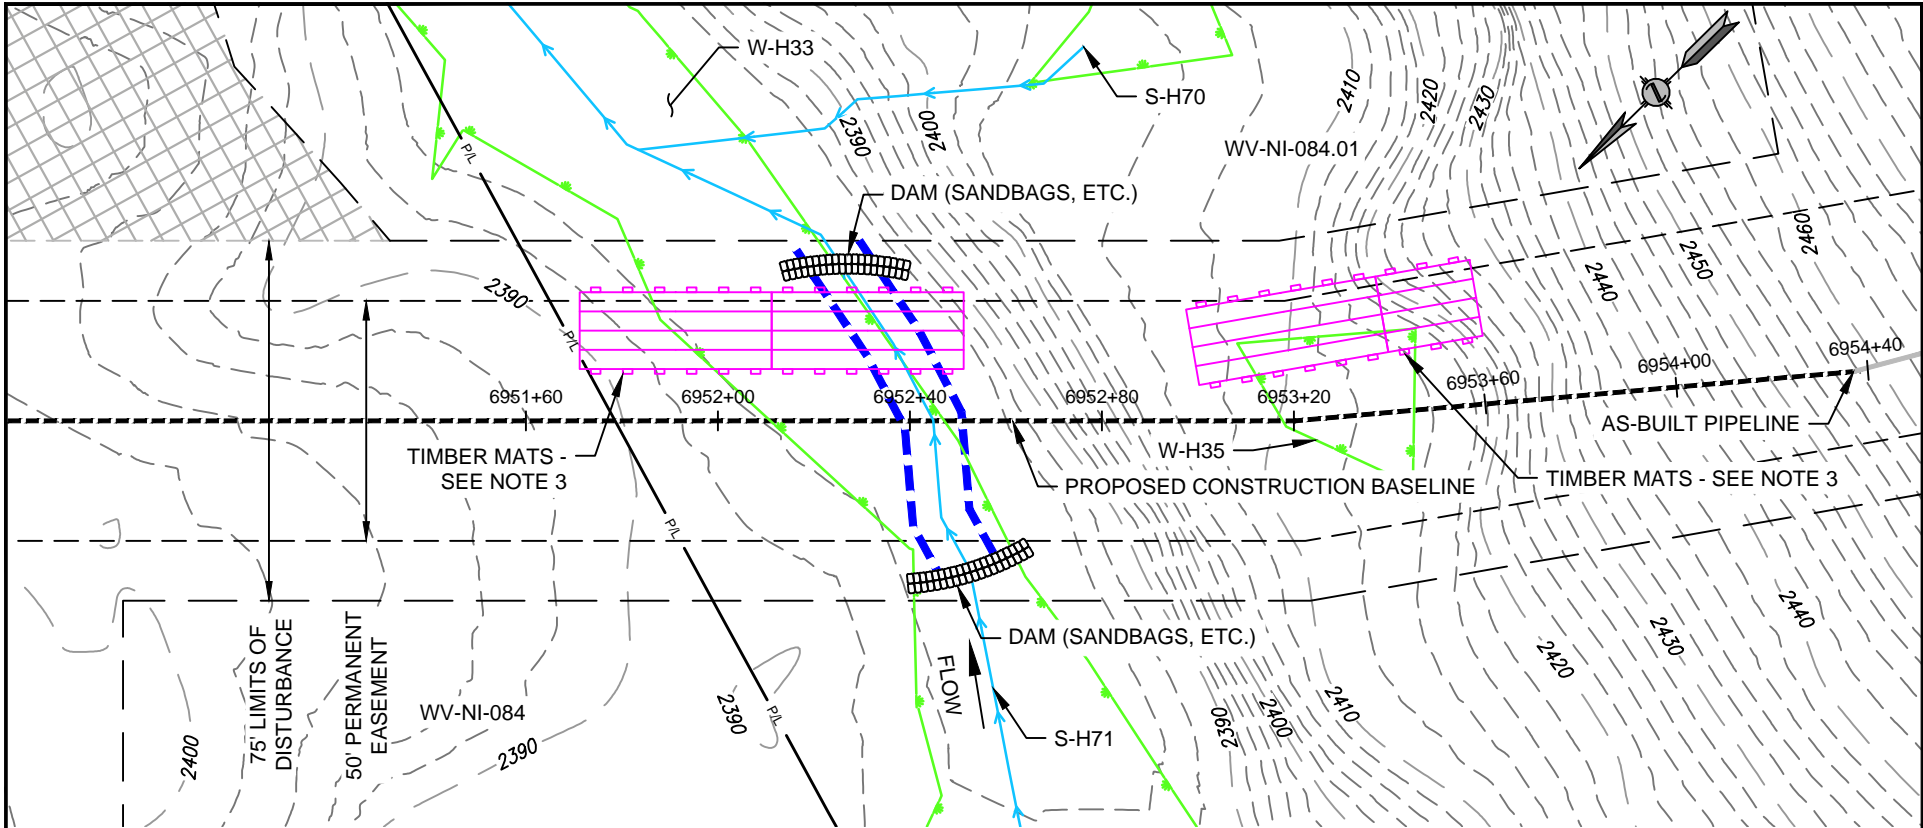 W-H33
S-H70
2410
2420
2430
2390
2400
WV-NI-084.01
P/L
DAM (SANDBAGS, ETC.)
2390
2440
2450
2460
P/L
6951+60
6952+00
6952+40
6952+80
6953+20
6953+60
6954+00
6954+40
TIMBER MATS -
SEE NOTE 3
W-H35
AS-BUILT PIPELINE
PROPOSED CONSTRUCTION BASELINE
TIMBER MATS - SEE NOTE 3
P/L
75' LIMITS OF
DISTURBANCE
50' PERMANENT
EASEMENT
DAM (SANDBAGS, ETC.)
FLOW
WV-NI-084
2400
2390
2390
P/L
S-H71
2390
2400
2410
2420
2430
2440